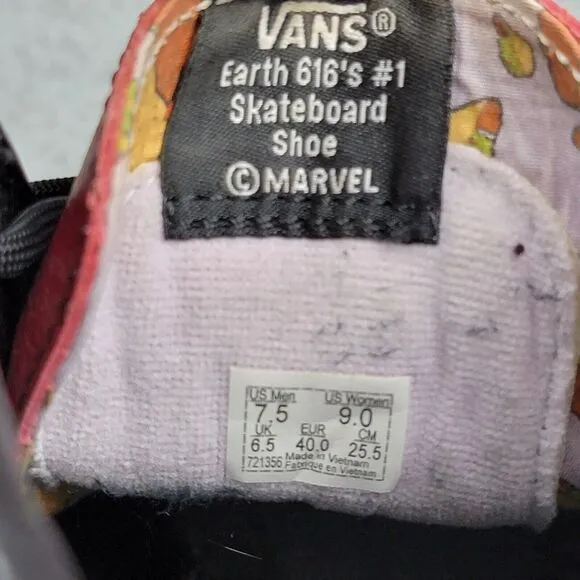 VANS®
Earth 616's #1
Skateboard
Shoe
© MARVEL
US Men US Women
7.5 9.0
UK EUR CM
6.5 40.0 25.5
721356 Made in Vietnam
Fabriqué en Vietnam